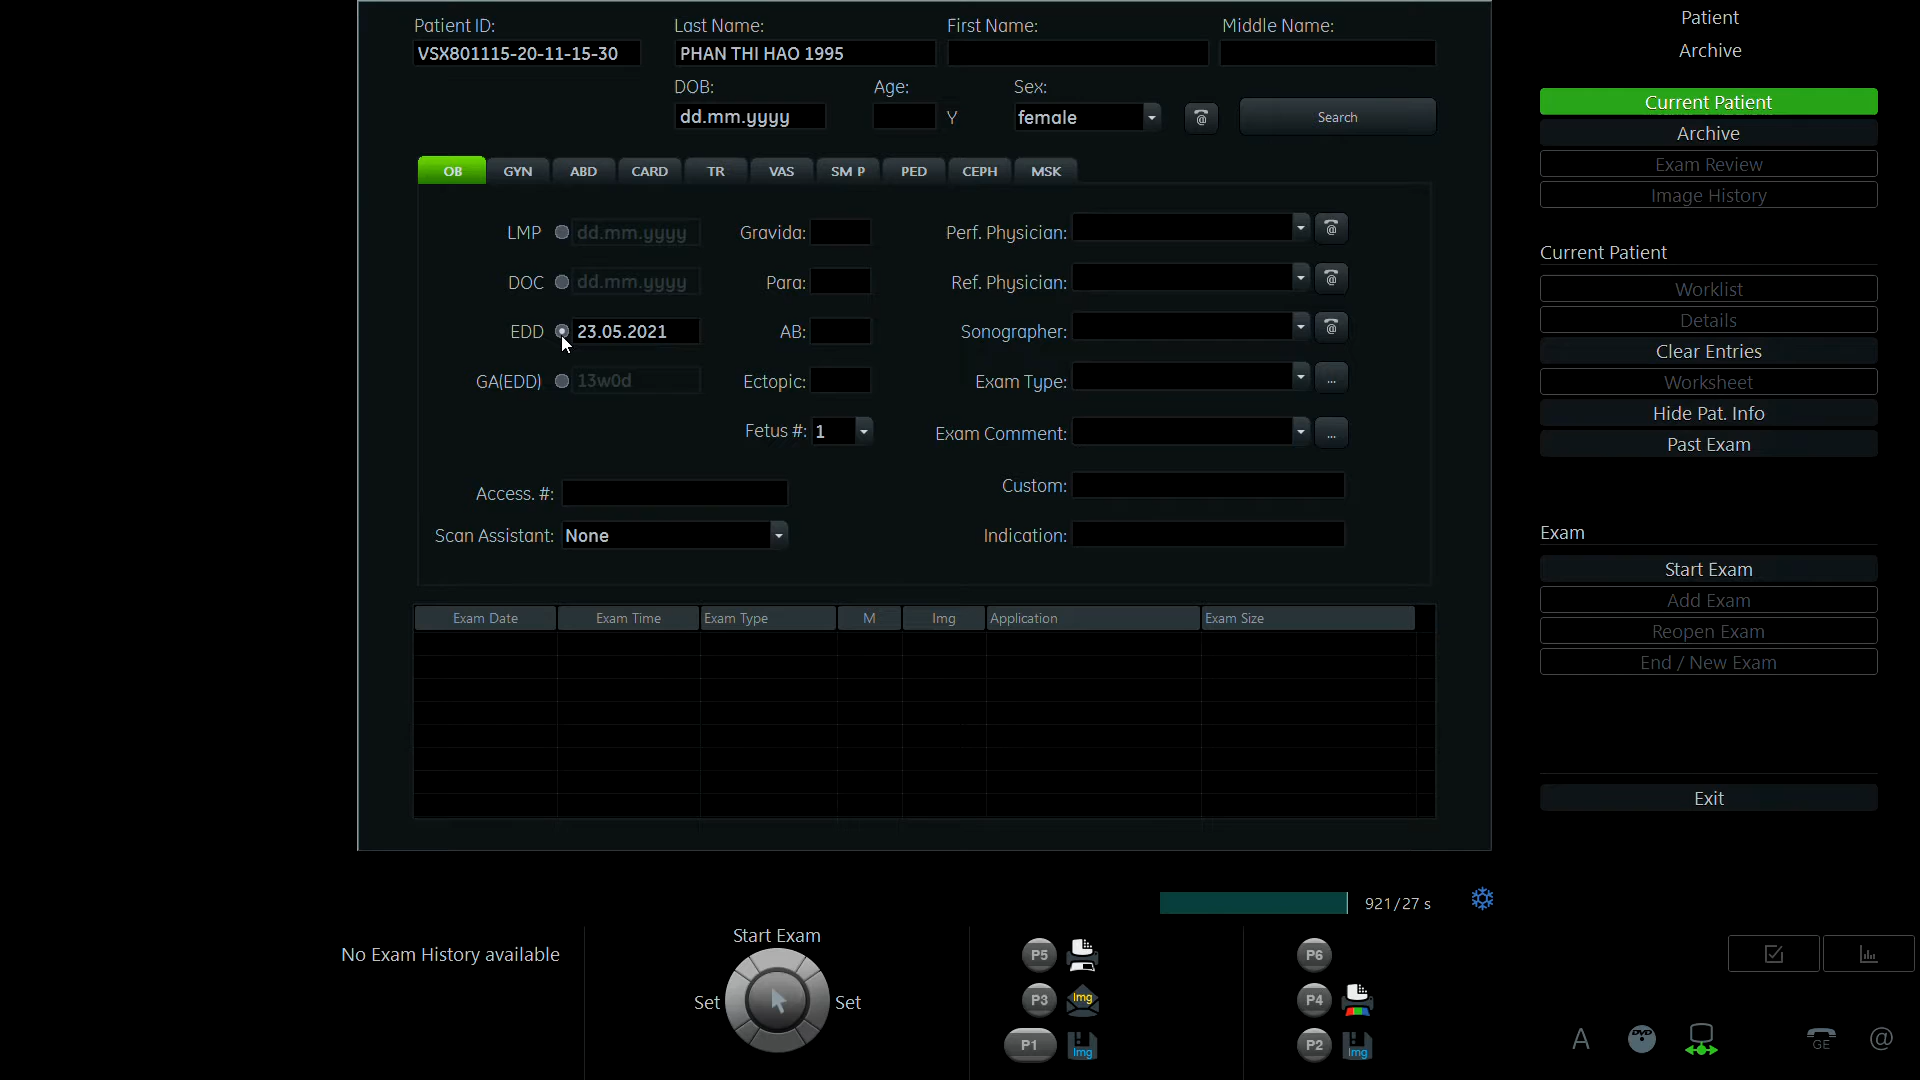 Patient ID: Last Name: First Name: Middle Name:
VSX801115-20-11-15-30 PHAN THI HAO 1995
DOB: Age: Sex:
dd.mm.yyyy Y female @ Search
OB GYN ABD CARD TR VAS SM P PED CEPH MSK
LMP dd.mm.yyyy Gravida: Perf. Physician: @
DOC dd.mm.yyyy Para: Ref. Physician: @
EDD 23.05.2021 AB: Sonographer: @
GA(EDD) 13w0d Ectopic: Exam Type: ...
Fetus #: 1 Exam Comment: ...
Access. #: Custom:
Scan Assistant: None Indication:
Exam Date Exam Time Exam Type M Img Application Exam Size
Patient
Archive
Current Patient
Archive
Exam Review
Image History
Current Patient
Worklist
Details
Clear Entries
Worksheet
Hide Pat. Info
Past Exam
Exam
Start Exam
Add Exam
Reopen Exam
End / New Exam
Exit
921/27 s
No Exam History available
Start Exam
Set Set
P5 P6
P3 Img P4
P1 Img P2 Img
A DVD GE @